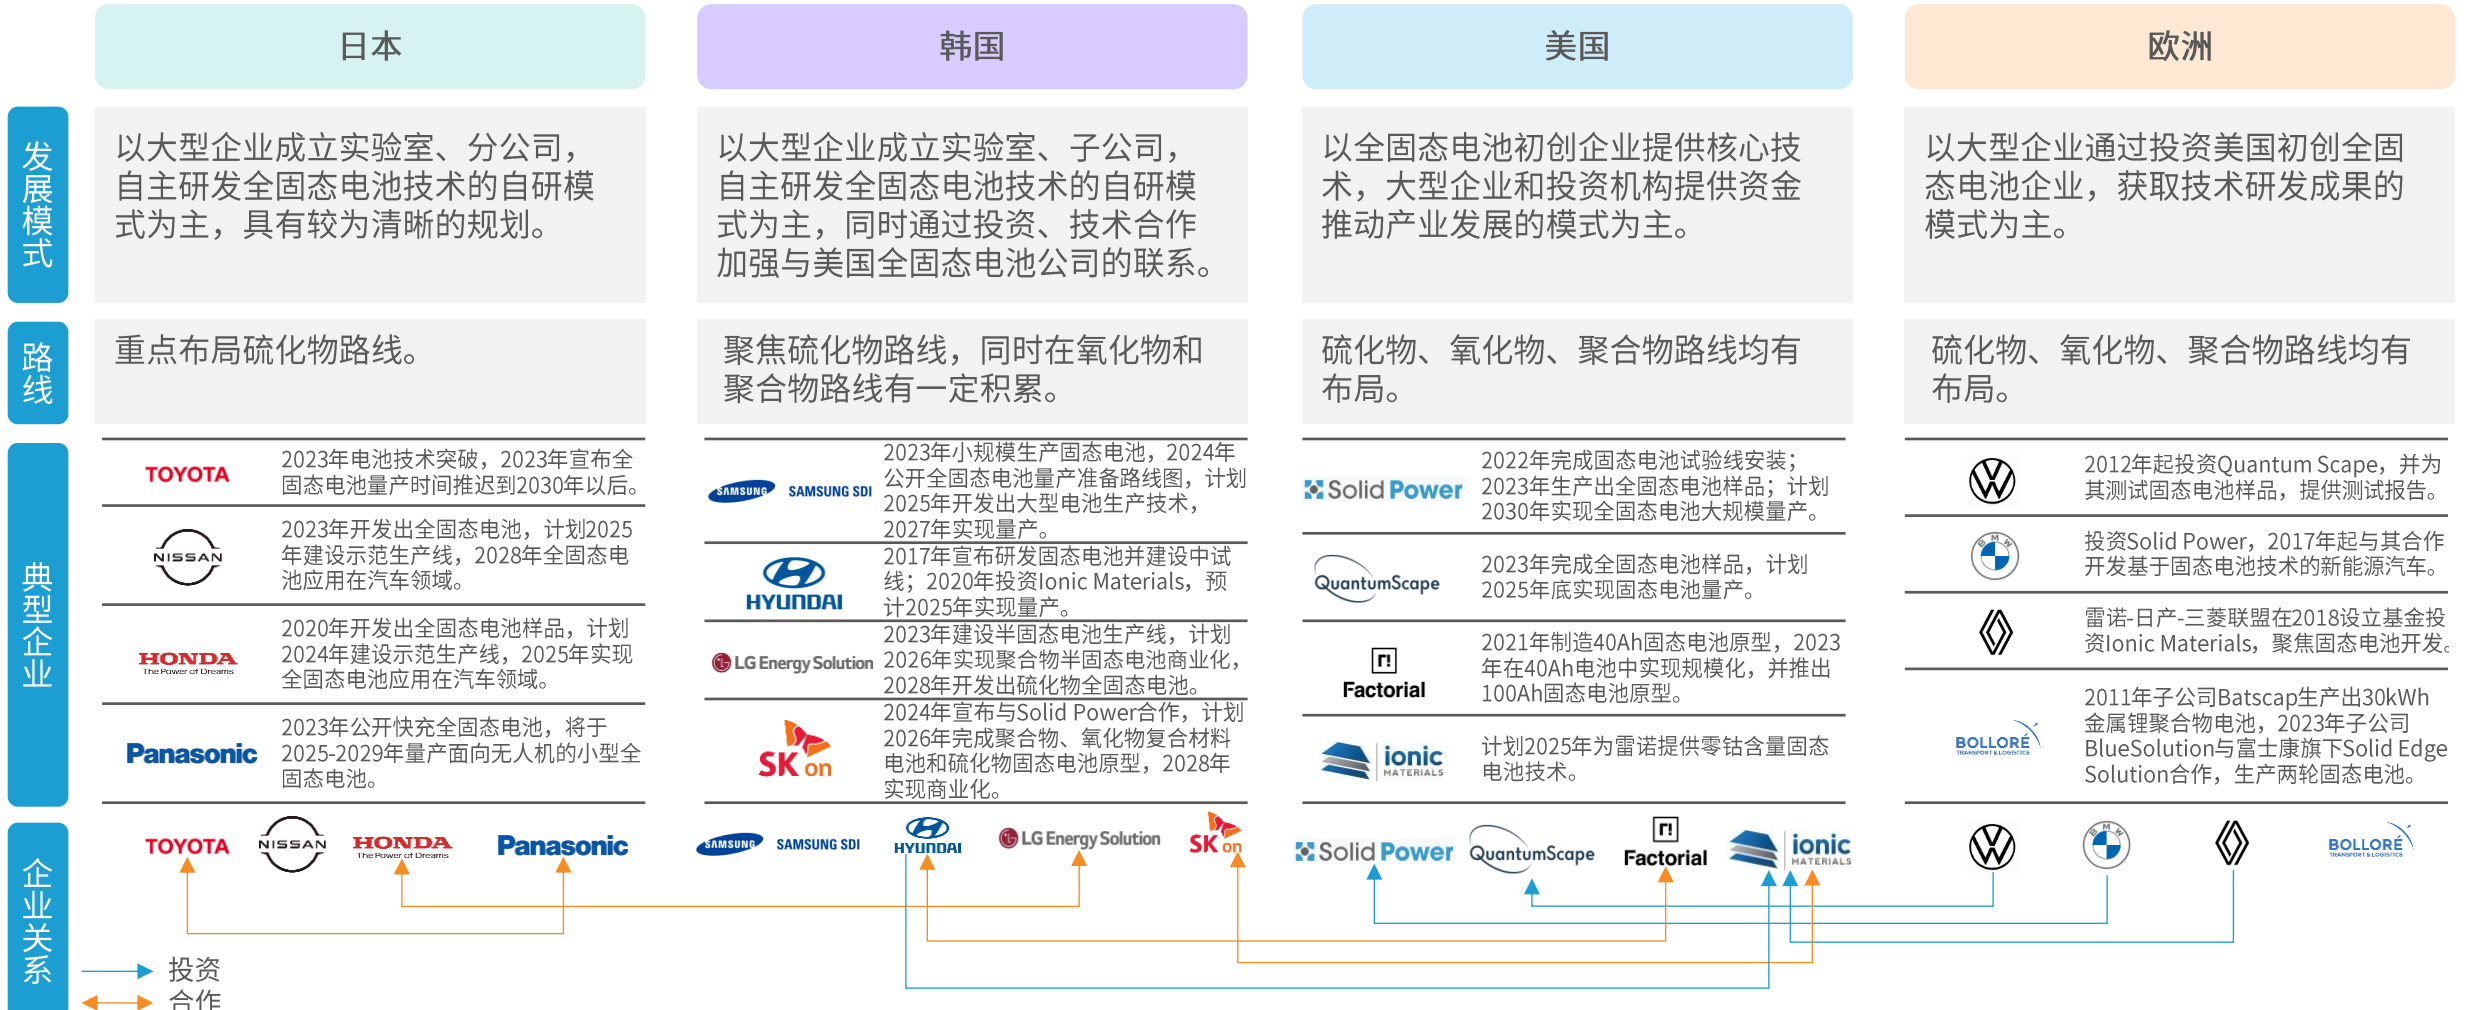 日本
韩国
美国
欧洲
发展模式
以大型企业成立实验室、分公司，
自主研发全固态电池技术的自研模
式为主，具有较为清晰的规划。
以大型企业成立实验室、子公司，
自主研发全固态电池技术的自研模
式为主，同时通过投资、技术合作
加强与美国全固态电池公司的联系。
以全固态电池初创企业提供核心技
术，大型企业和投资机构提供资金
推动产业发展的模式为主。
以大型企业通过投资美国初创全固
态电池企业，获取技术研发成果的
模式为主。
路线
重点布局硫化物路线。
聚焦硫化物路线，同时在氧化物和
聚合物路线有一定积累。
硫化物、氧化物、聚合物路线均有
布局。
硫化物、氧化物、聚合物路线均有
布局。
典型企业
TOYOTA
2023年电池技术突破，2023年宣布全
固态电池量产时间推迟到2030年以后。
NISSAN
2023年开发出全固态电池，计划2025
年建设示范生产线，2028年全固态电
池应用在汽车领域。
HONDA
The Power of Dreams
2020年开发出全固态电池样品，计划
2024年建设示范生产线，2025年实现
全固态电池应用在汽车领域。
Panasonic
2023年公开快充全固态电池，将于
2025-2029年量产面向无人机的小型全
固态电池。
SAMSUNG SAMSUNG SDI
2023年小规模生产固态电池，2024年
公开全固态电池量产准备路线图，计划
2025年开发出大型电池生产技术，
2027年实现量产。
HYUNDAI
2017年宣布研发固态电池并建设中试
线；2020年投资Ionic Materials，预
计2025年实现量产。
LG Energy Solution
2023年建设半固态电池生产线，计划
2026年实现聚合物半固态电池商业化，
2028年开发出硫化物全固态电池。
SK on
2024年宣布与Solid Power合作，计划
2026年完成聚合物、氧化物复合材料
电池和硫化物固态电池原型，2028年
实现商业化。
Solid Power
2022年完成固态电池试验线安装；
2023年生产出全固态电池样品；计划
2030年实现全固态电池大规模量产。
QuantumScape
2023年完成全固态电池样品，计划
2025年底实现固态电池量产。
Factorial
2021年制造40Ah固态电池原型，2023
年在40Ah电池中实现规模化，并推出
100Ah固态电池原型。
ionic
MATERIALS
计划2025年为雷诺提供零钴含量固态
电池技术。
2012年起投资Quantum Scape，并为
其测试固态电池样品，提供测试报告。
BMW
投资Solid Power，2017年起与其合作
开发基于固态电池技术的新能源汽车。
雷诺-日产-三菱联盟在2018设立基金投
资Ionic Materials，聚焦固态电池开发。
BOLLORÉ
TRANSPORT & LOGISTICS
2011年子公司Batscap生产出30kWh
金属锂聚合物电池，2023年子公司
BlueSolution与富士康旗下Solid Edge
Solution合作，生产两轮固态电池。
企业关系
TOYOTA
NISSAN
HONDA
The Power of Dreams
Panasonic
SAMSUNG SAMSUNG SDI
HYUNDAI
LG Energy Solution
SK on
Solid Power
QuantumScape
Factorial
ionic
MATERIALS
BMW
BOLLORÉ
TRANSPORT & LOGISTICS
投资
合作